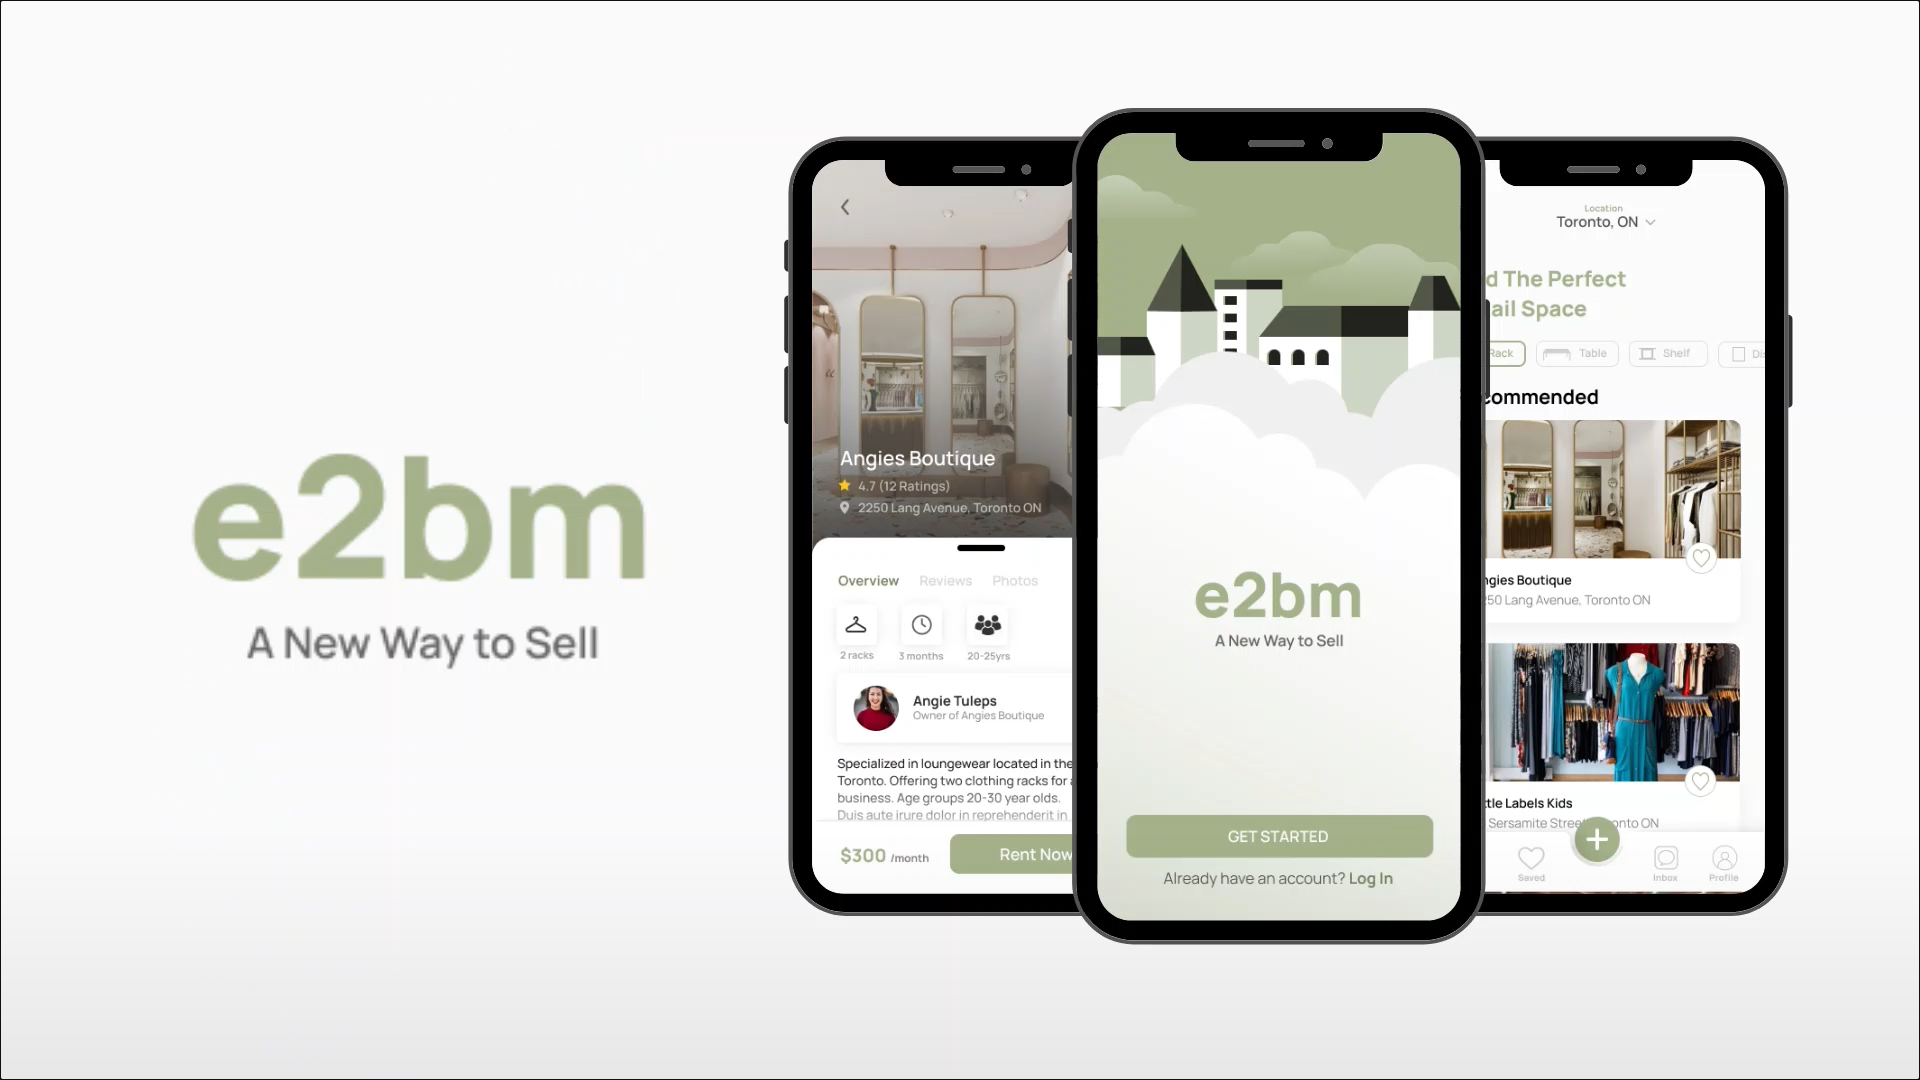 e2bm
A New Way to Sell
Angies Boutique
4.7 (12 Ratings)
2250 Lang Avenue, Toronto ON
Overview Reviews Photos
2 racks 3 months 20-25yrs
Angie Tuleps
Owner of Angies Boutique
Specialized in loungewear located in the
Toronto. Offering two clothing racks for
business. Age groups 20-30 year olds.
Duis aute irure dolor in reprehenderit in
$300 /month Rent Now
e2bm
A New Way to Sell
GET STARTED
Already have an account? Log In
Location
Toronto, ON
d The Perfect
ail Space
Rack Table Shelf Dis
commended
ngies Boutique
50 Lang Avenue, Toronto ON
ttle Labels Kids
Sersamite Stree onto ON
Saved Inbox Profile